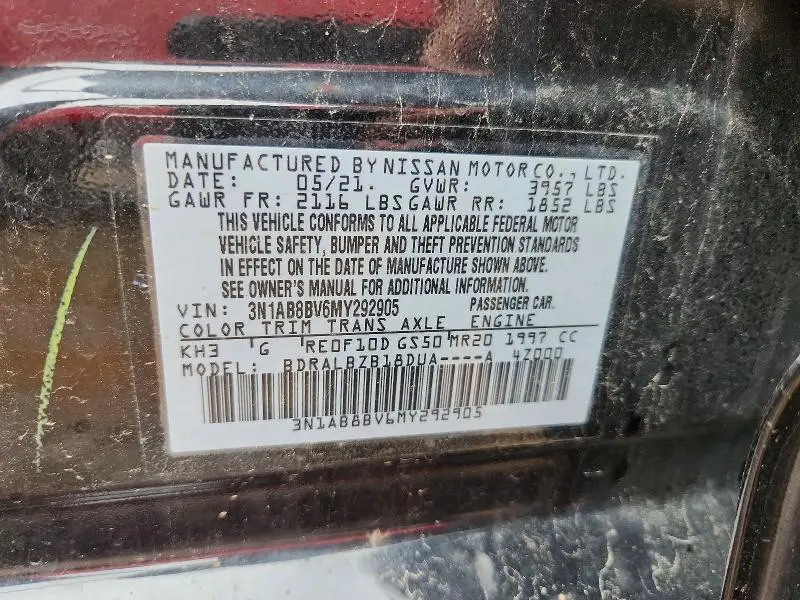 MANUFACTURED BY NISSAN MOTOR CO., LTD.
DATE: 05/21. GVWR: 3957 LBS
GAWR FR: 2116 LBS GAWR RR: 1852 LBS
THIS VEHICLE CONFORMS TO ALL APPLICABLE FEDERAL MOTOR
VEHICLE SAFETY, BUMPER AND THEFT PREVENTION STANDARDS
IN EFFECT ON THE DATE OF MANUFACTURE SHOWN ABOVE.
SEE OWNER'S MANUAL FOR ADDITIONAL INFORMATION.
VIN: 3N1AB8BV6MY292905 PASSENGER CAR.
COLOR TRIM TRANS AXLE ENGINE
KH3 G RE0F10D GS50 MR20 1997 CC
MODEL: BDRALBZB18DUA----A 4Z000
3N1AB8BV6MY292905